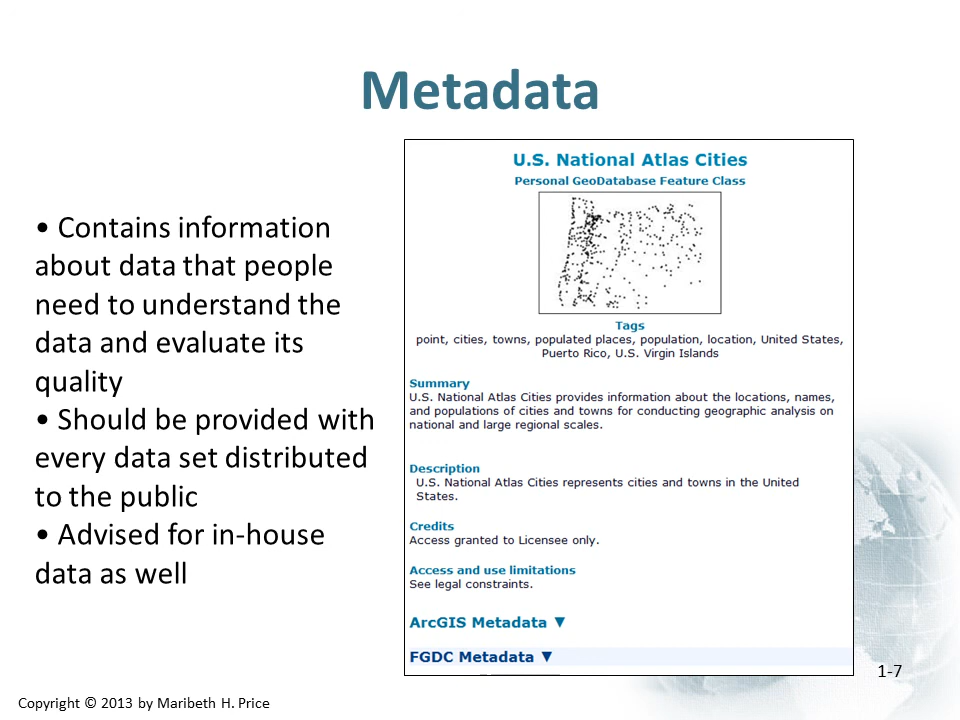 Metadata
• Contains information
about data that people
need to understand the
data and evaluate its
quality
• Should be provided with
every data set distributed
to the public
• Advised for in-house
data as well
U.S. National Atlas Cities
Personal GeoDatabase Feature Class
Tags
point, cities, towns, populated places, population, location, United States,
Puerto Rico, U.S. Virgin Islands
Summary
U.S. National Atlas Cities provides information about the locations, names,
and populations of cities and towns for conducting geographic analysis on
national and large regional scales.
Description
U.S. National Atlas Cities represents cities and towns in the United
States.
Credits
Access granted to Licensee only.
Access and use limitations
See legal constraints.
ArcGIS Metadata ▼
FGDC Metadata ▼
1-7
Copyright © 2013 by Maribeth H. Price